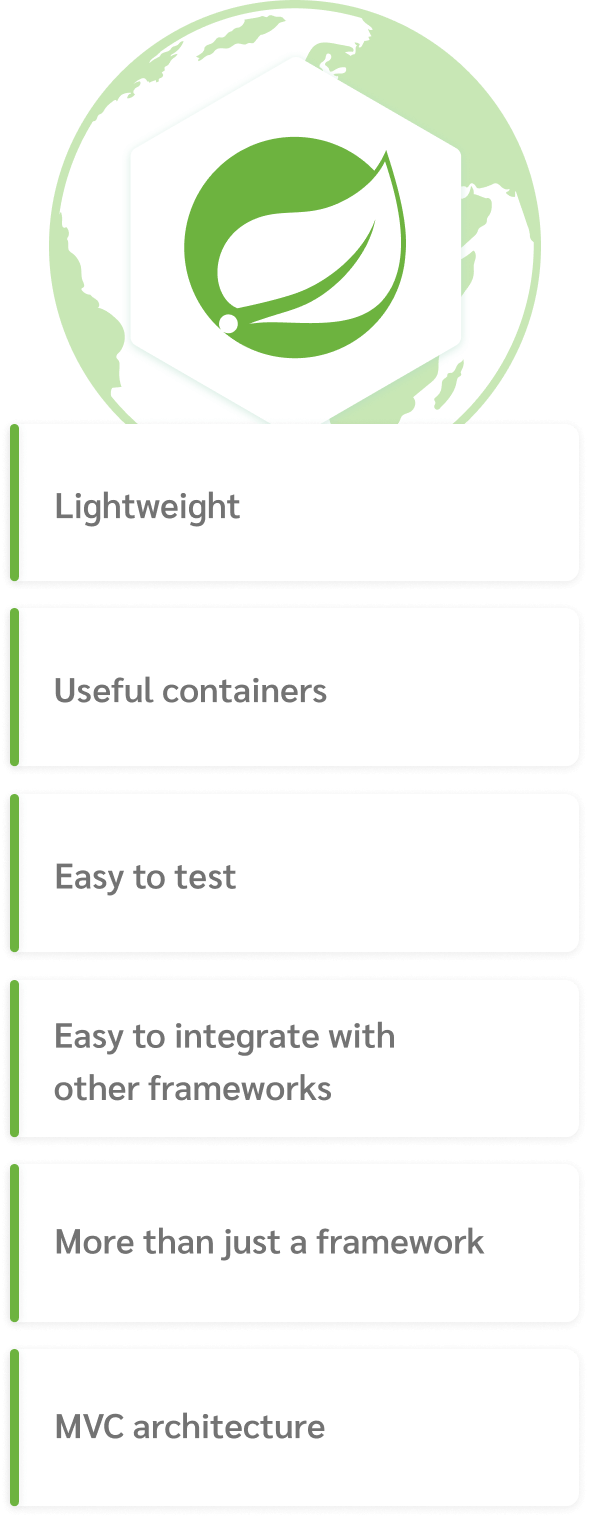 Lightweight
Useful containers
Easy to test
Easy to integrate with
other frameworks
More than just a framework
MVC architecture